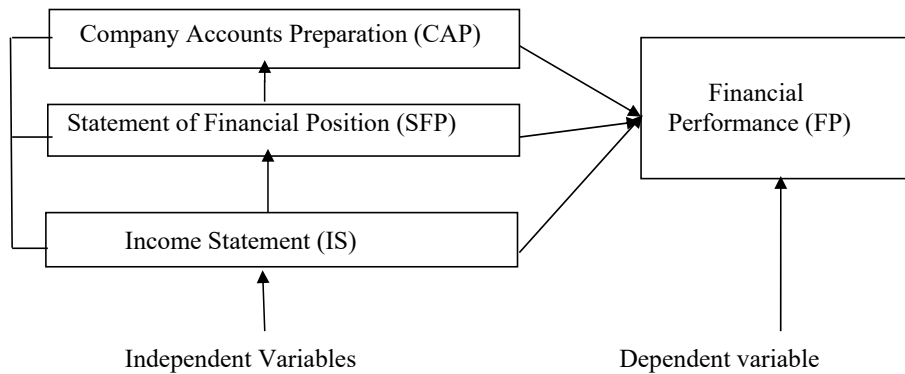 Company Accounts Preparation (CAP)
Statement of Financial Position (SFP)
Income Statement (IS)
Financial
Performance (FP)
Independent Variables
Dependent variable